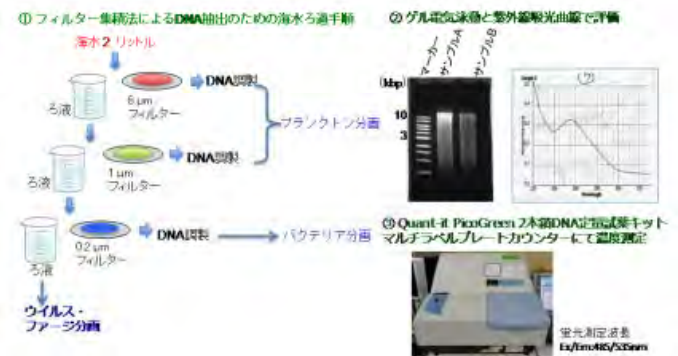 ① フィルター集積法によるDNA抽出のための海水ろ過手順
海水2 リットル
DNA調製
ろ液
6 μm
フィルター
プランクトン分画
DNA調製
ろ液
1 μm
フィルター
DNA調製
バクテリア分画
0.2 μm
フィルター
ろ液
ウイルス・
ファージ分画
② ゲル電気泳動と紫外線吸光曲線で評価
マーカー
サンプルA
サンプルB
(kbp)
10
3
③ Quant-it PicoGreen 2本鎖DNA定量試薬キット
マルチラベルプレートカウンターにて濃度測定
蛍光測定波長
Ex/Em:485/535nm